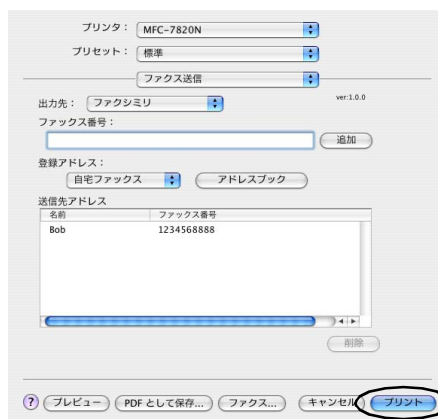 プリンタ： MFC-7820N
プリセット： 標準
ファクス送信
出力先： ファクシミリ ver:1.0.0
ファックス番号：
追加
登録アドレス：
自宅ファックス アドレスブック
送信先アドレス
名前 ファックス番号
Bob 1234568888
削除
? プレビュー PDF として保存... ファクス... キャンセル プリント